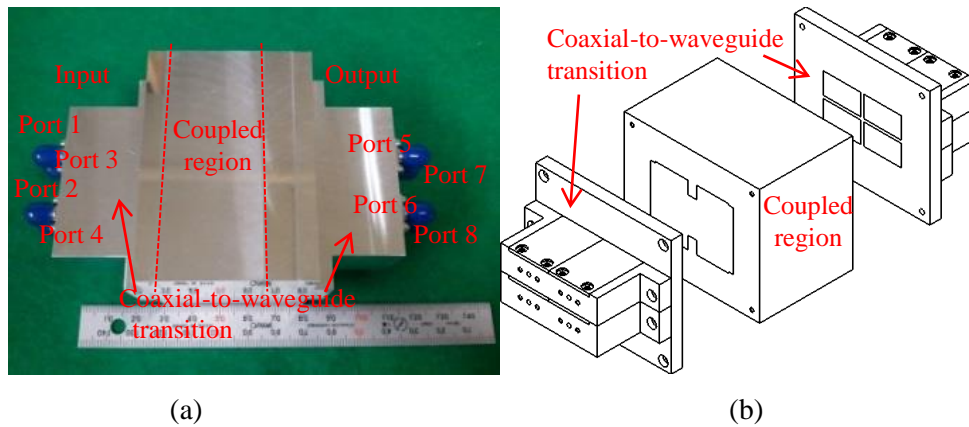 Input
Output
Port 1
Port 3
Port 2
Port 4
Coupled
region
Port 5
Port 7
Port 6
Port 8
Coaxial-to-waveguide
transition
(a)
Coaxial-to-waveguide
transition
Coupled
region
(b)